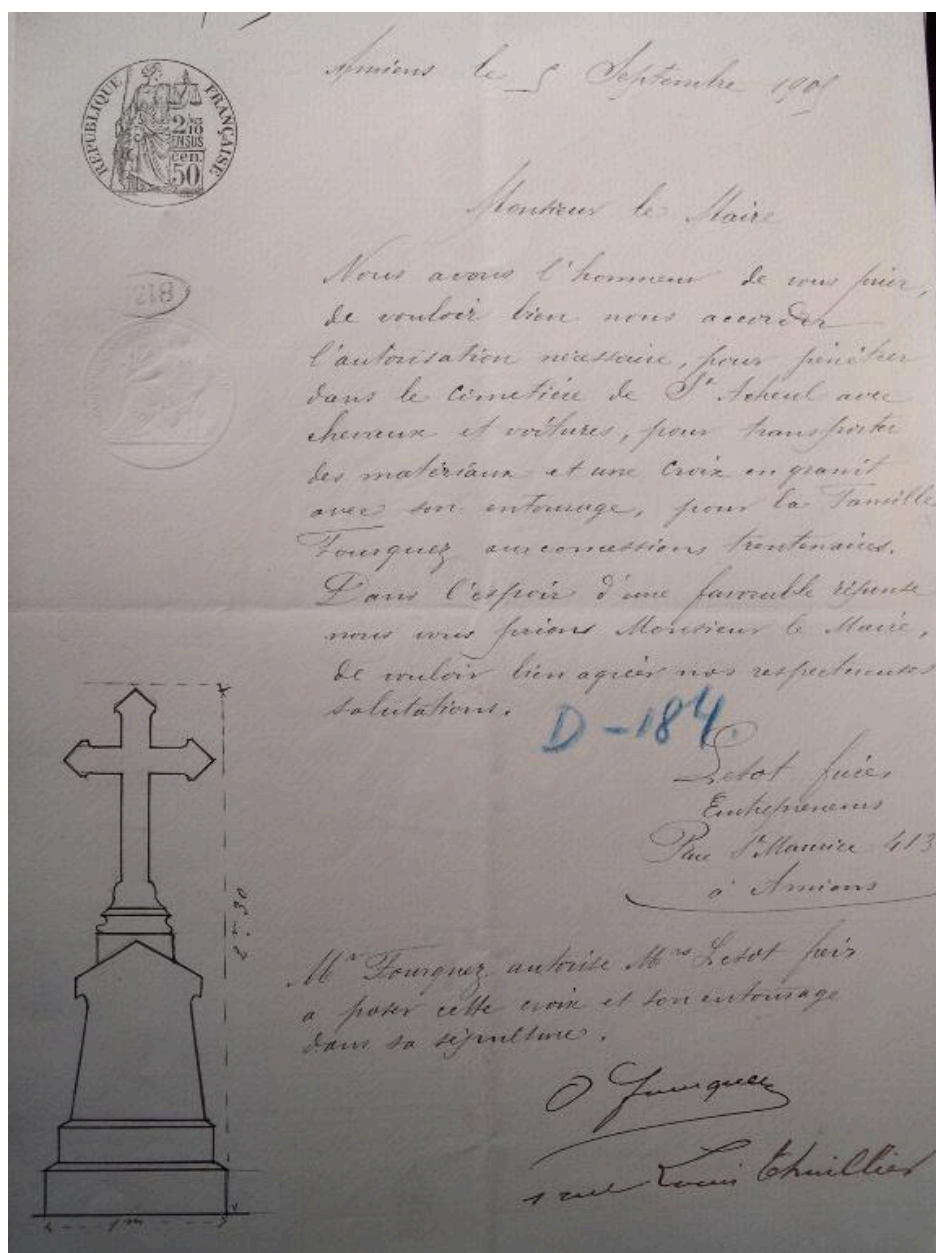 RÉPUBLIQUE FRANÇAISE
2/10
EN SUS
cen.
50
Amiens le 5 Septembre 190
Monsieur le Maire
Nous avons l'honneur de vous prier,
de vouloir bien nous accorder
l'autorisation nécessaire, pour pénétrer
dans le cimetière de St Acheul avec
chevaux et voitures, pour transporter
des matériaux et une croix en granit
avec son entourage, pour la Famille
Fourquez aux concessions trentenaires.
Dans l'espoir d'une favorable réponse
nous vous prions Monsieur le Maire,
de vouloir bien agréer nos respectueuses
salutations.
D-184
Letot
Entrepreneurs
Rue St Maurice 413
à Amiens
2m 30
Mr Fourquez autorise Mrs Letot
a poser cette croix et son entourage
dans sa sépulture.
O Fourquez
rue Louis Thuillier
1m